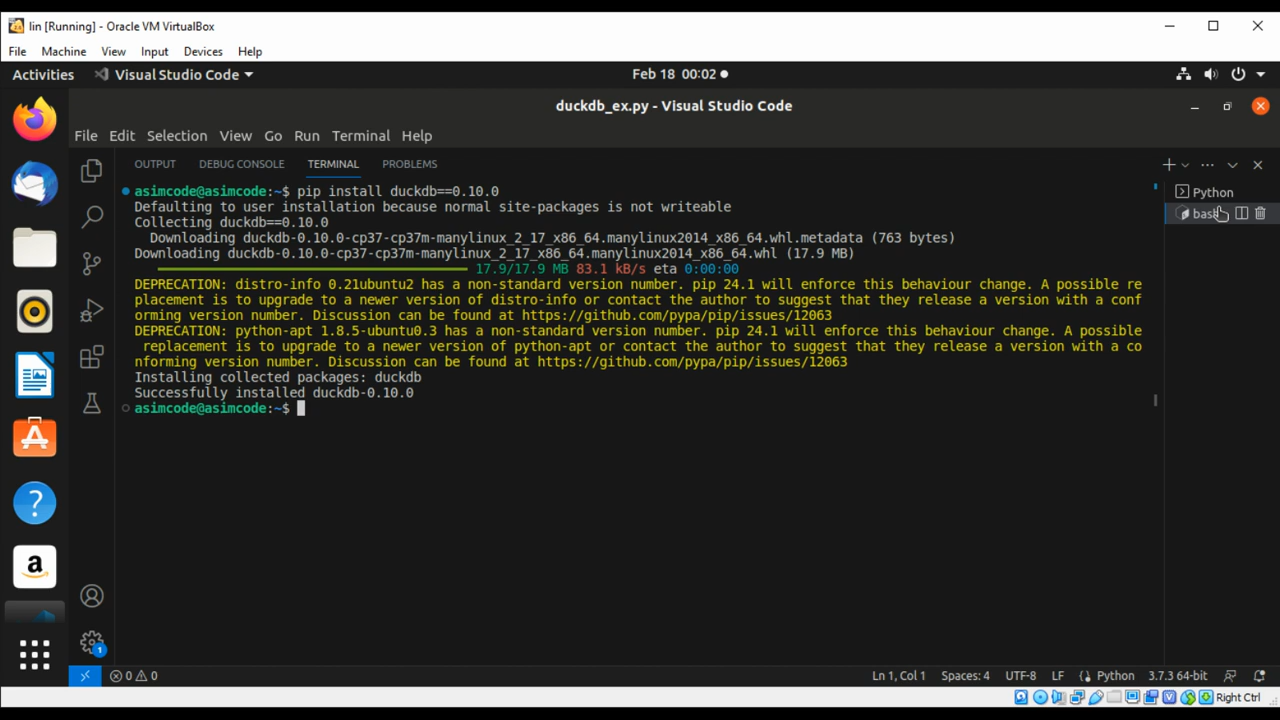 lin [Running] - Oracle VM VirtualBox
File Machine View Input Devices Help
Activities Visual Studio Code Feb 18 00:02
duckdb_ex.py - Visual Studio Code
File Edit Selection View Go Run Terminal Help
OUTPUT DEBUG CONSOLE TERMINAL PROBLEMS
asimcode@asimcode:~$ pip install duckdb==0.10.0
Defaulting to user installation because normal site-packages is not writeable
Collecting duckdb==0.10.0
Downloading duckdb-0.10.0-cp37-cp37m-manylinux_2_17_x86_64.manylinux2014_x86_64.whl.metadata (763 bytes)
Downloading duckdb-0.10.0-cp37-cp37m-manylinux_2_17_x86_64.manylinux2014_x86_64.whl (17.9 MB)
17.9/17.9 MB 83.1 kB/s eta 0:00:00
DEPRECATION: distro-info 0.21ubuntu2 has a non-standard version number. pip 24.1 will enforce this behaviour change. A possible re
placement is to upgrade to a newer version of distro-info or contact the author to suggest that they release a version with a conf
orming version number. Discussion can be found at https://github.com/pypa/pip/issues/12063
DEPRECATION: python-apt 1.8.5-ubuntu0.3 has a non-standard version number. pip 24.1 will enforce this behaviour change. A possible
replacement is to upgrade to a newer version of python-apt or contact the author to suggest that they release a version with a co
nforming version number. Discussion can be found at https://github.com/pypa/pip/issues/12063
Installing collected packages: duckdb
Successfully installed duckdb-0.10.0
asimcode@asimcode:~$
Python
bash
1
0 0
Ln 1, Col 1 Spaces: 4 UTF-8 LF Python 3.7.3 64-bit
Right Ctrl